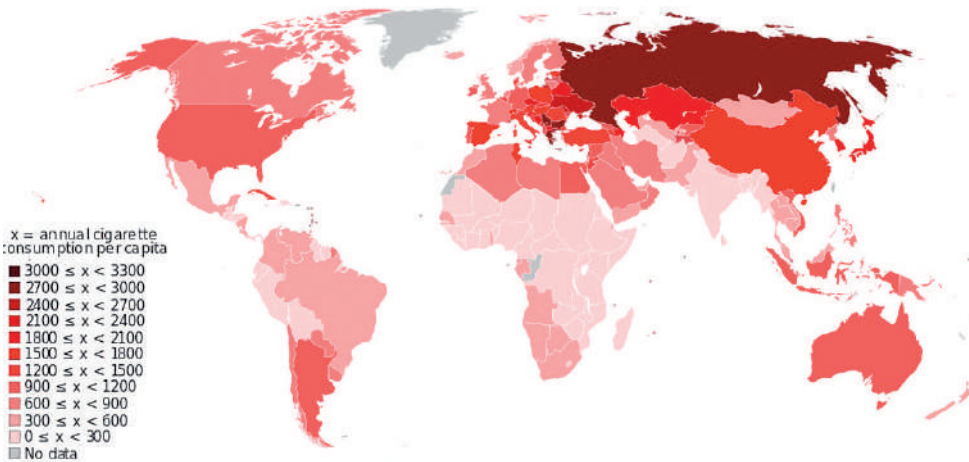 x = annual cigarette
consumption per capita
3000 ≤ x < 3300
2700 ≤ x < 3000
2400 ≤ x < 2700
2100 ≤ x < 2400
1800 ≤ x < 2100
1500 ≤ x < 1800
1200 ≤ x < 1500
900 ≤ x < 1200
600 ≤ x < 900
300 ≤ x < 600
0 ≤ x < 300
No data